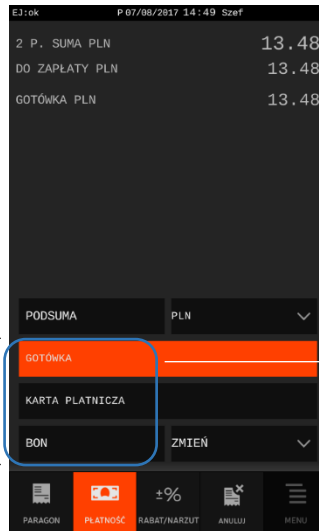 EJ:ok P 07/08/2017 14:49 Szef
2 P. SUMA PLN 13.48
DO ZAPŁATY PLN 13.48
GOTÓWKA PLN 13.48
PODSUMA PLN
GOTÓWKA
KARTA PŁATNICZA
BON ZMIEŃ
±%
PARAGON PŁATNOŚĆ RABAT/NARZUT ANULUJ MENU